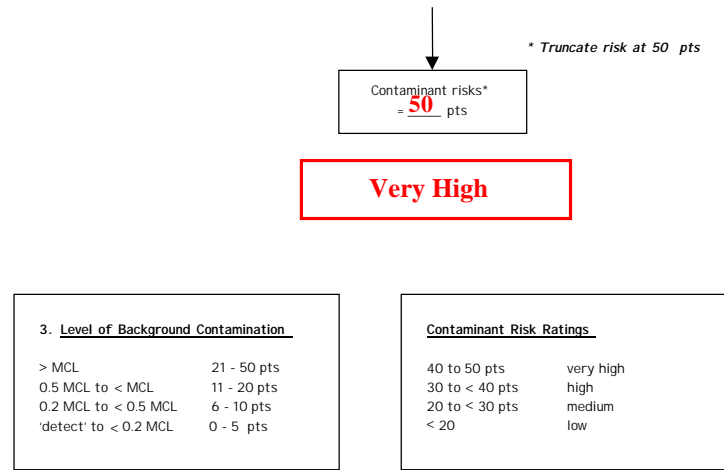 * Truncate risk at 50 pts
Contaminant risks*
= 50 pts
Very High
3. Level of Background Contamination
> MCL 21 - 50 pts
0.5 MCL to < MCL 11 - 20 pts
0.2 MCL to < 0.5 MCL 6 - 10 pts
'detect' to < 0.2 MCL 0 - 5 pts
Contaminant Risk Ratings
40 to 50 pts very high
30 to < 40 pts high
20 to < 30 pts medium
< 20 low